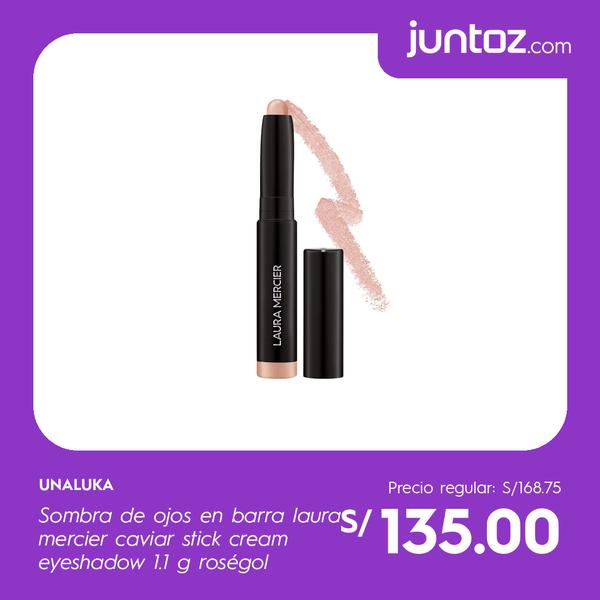 juntoz.com
LAURA MERCIER
UNALUKA
Sombra de ojos en barra laura
mercier caviar stick cream
eyeshadow 1.1 g roségol
Precio regular: S/168.75
S/135.00